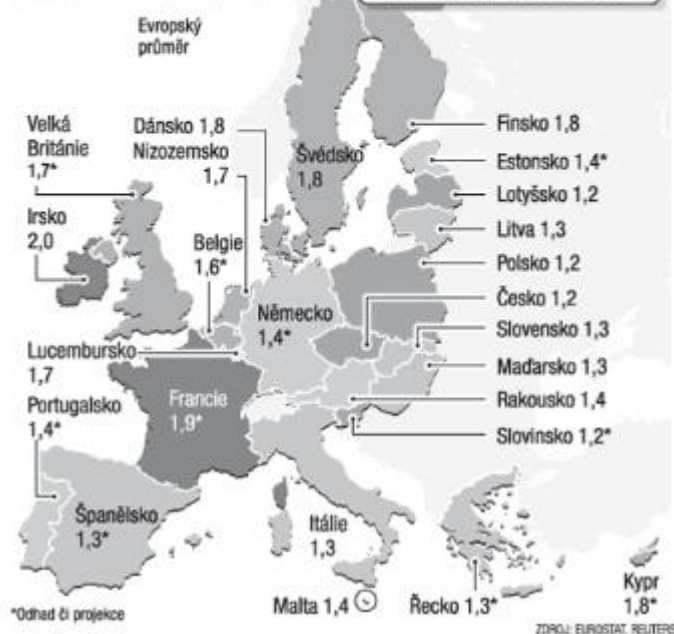 Evropský
průměr
Velká
Británie
1,7*
Dánsko 1,8
Nizozemsko
1,7
Švédsko
1,8
Finsko 1,8
Estonsko 1,4*
Lotyšsko 1,2
Litva 1,3
Polsko 1,2
Česko 1,2
Slovensko 1,3
Maďarsko 1,3
Rakousko 1,4
Slovinsko 1,2*
Irsko
2,0
Belgie
1,6*
Německo
1,4*
Lucembursko
1,7
Francie
1,9*
Portugalsko
1,4*
Španělsko
1,3*
Itálie
1,3
Malta 1,4
Řecko 1,3*
Kypr
1,8*
*Odhad či projekce
ZDROJ: EUROSTAT, REUTERS